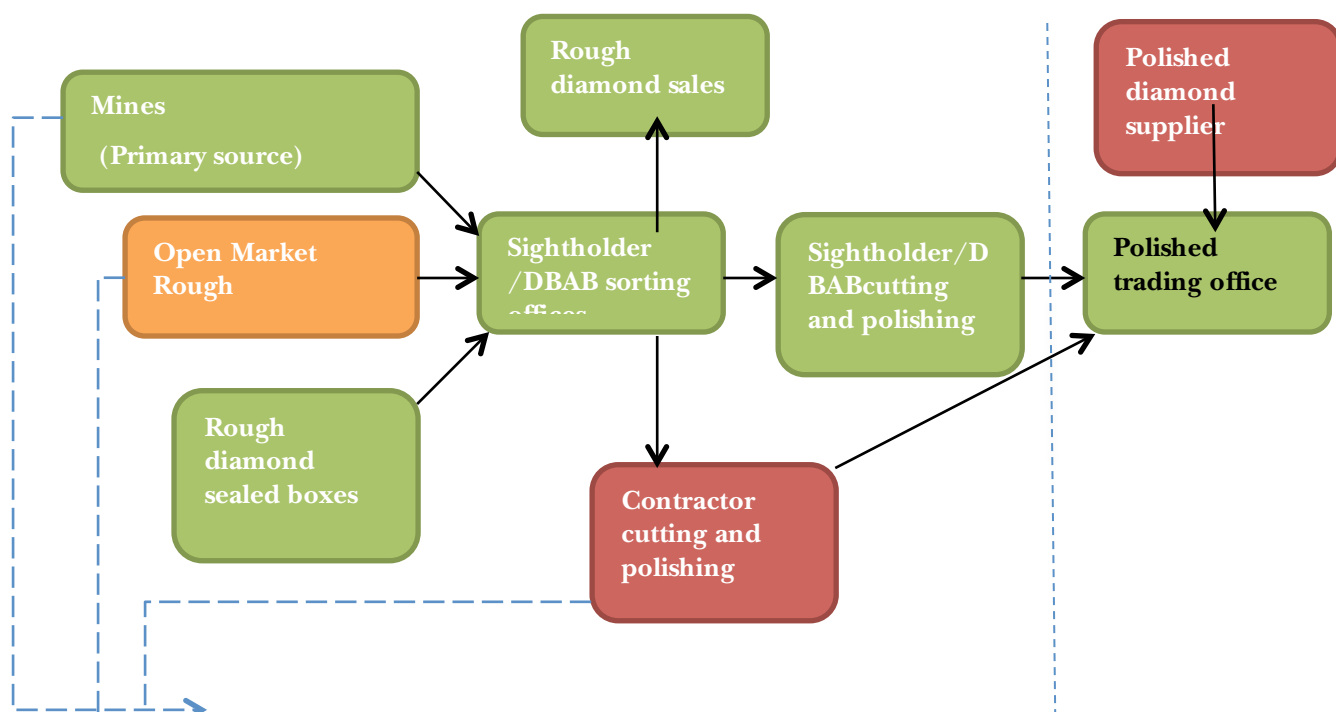 Rough
diamond sales
Polished
diamond
supplier
Mines
(Primary source)
Open Market
Rough
Sightholder
/DBAB sorting
offices
Sightholder/D
BABcutting
and polishing
Polished
trading office
Rough
diamond
sealed boxes
Contractor
cutting and
polishing